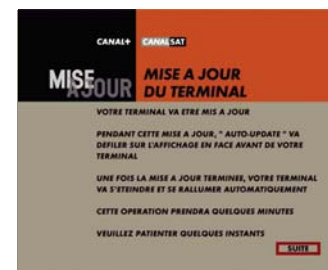 CANAL+ CANALSAT
MISE A JOUR
MISE A JOUR
DU TERMINAL
VOTRE TERMINAL VA ETRE MIS A JOUR
PENDANT CETTE MISE A JOUR, " AUTO-UPDATE " VA
DEFILER SUR L'AFFICHAGE EN FACE AVANT DE VOTRE
TERMINAL
UNE FOIS LA MISE A JOUR TERMINEE, VOTRE TERMINAL
VA S'ETEINDRE ET SE RALLUMER AUTOMATIQUEMENT
CETTE OPERATION PRENDRA QUELQUES MINUTES
VEUILLEZ PATIENTER QUELQUES INSTANTS
SUITE